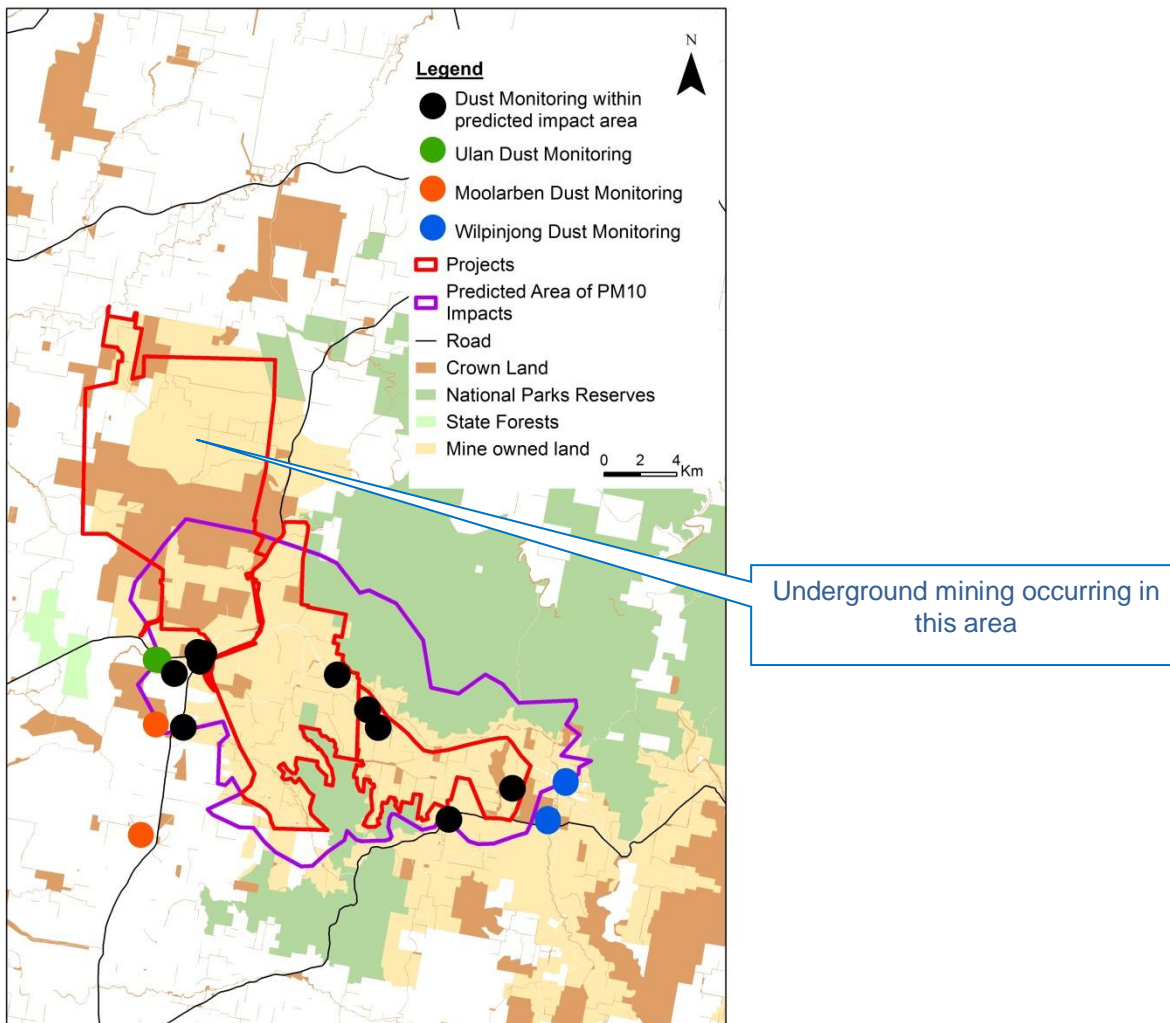 N
Legend
Dust Monitoring within
predicted impact area
Ulan Dust Monitoring
Moolarben Dust Monitoring
Wilpinjong Dust Monitoring
Projects
Predicted Area of PM10
Impacts
Road
Crown Land
National Parks Reserves
State Forests
Mine owned land
0 2 4
Km
Underground mining occurring in
this area